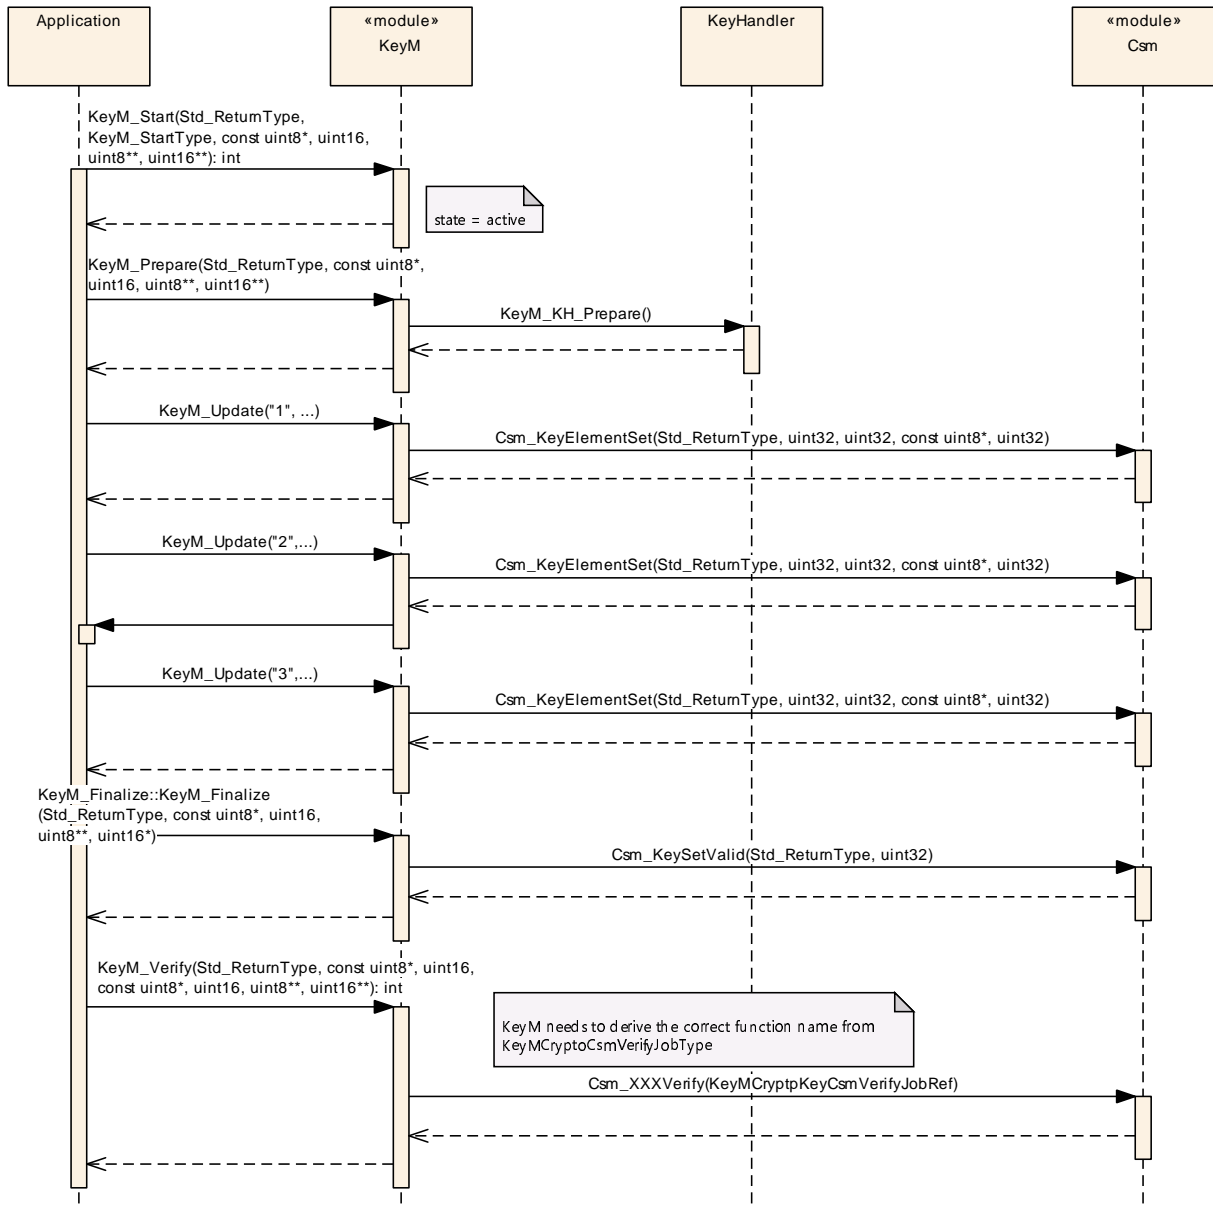 Application
«module»
KeyM
KeyHandler
«module»
Csm
KeyM_Start(Std_ReturnType,
KeyM_StartType, const uint8*, uint16,
uint8**, uint16**): int
state = active
KeyM_Prepare(Std_ReturnType, const uint8*,
uint16, uint8**, uint16**)
KeyM_KH_Prepare()
KeyM_Update("1", ...)
Csm_KeyElementSet(Std_ReturnType, uint32, uint32, const uint8*, uint32)
KeyM_Update("2",...)
Csm_KeyElementSet(Std_ReturnType, uint32, uint32, const uint8*, uint32)
KeyM_Update("3",...)
Csm_KeyElementSet(Std_ReturnType, uint32, uint32, const uint8*, uint32)
KeyM_Finalize::KeyM_Finalize
(Std_ReturnType, const uint8*, uint16,
uint8**, uint16*)
Csm_KeySetValid(Std_ReturnType, uint32)
KeyM_Verify(Std_ReturnType, const uint8*, uint16,
const uint8*, uint16, uint8**, uint16**): int
KeyM needs to derive the correct function name from
KeyMCryptoCsmVerifyJobType
Csm_XXXVerify(KeyMCryptpKeyCsmVerifyJobRef)